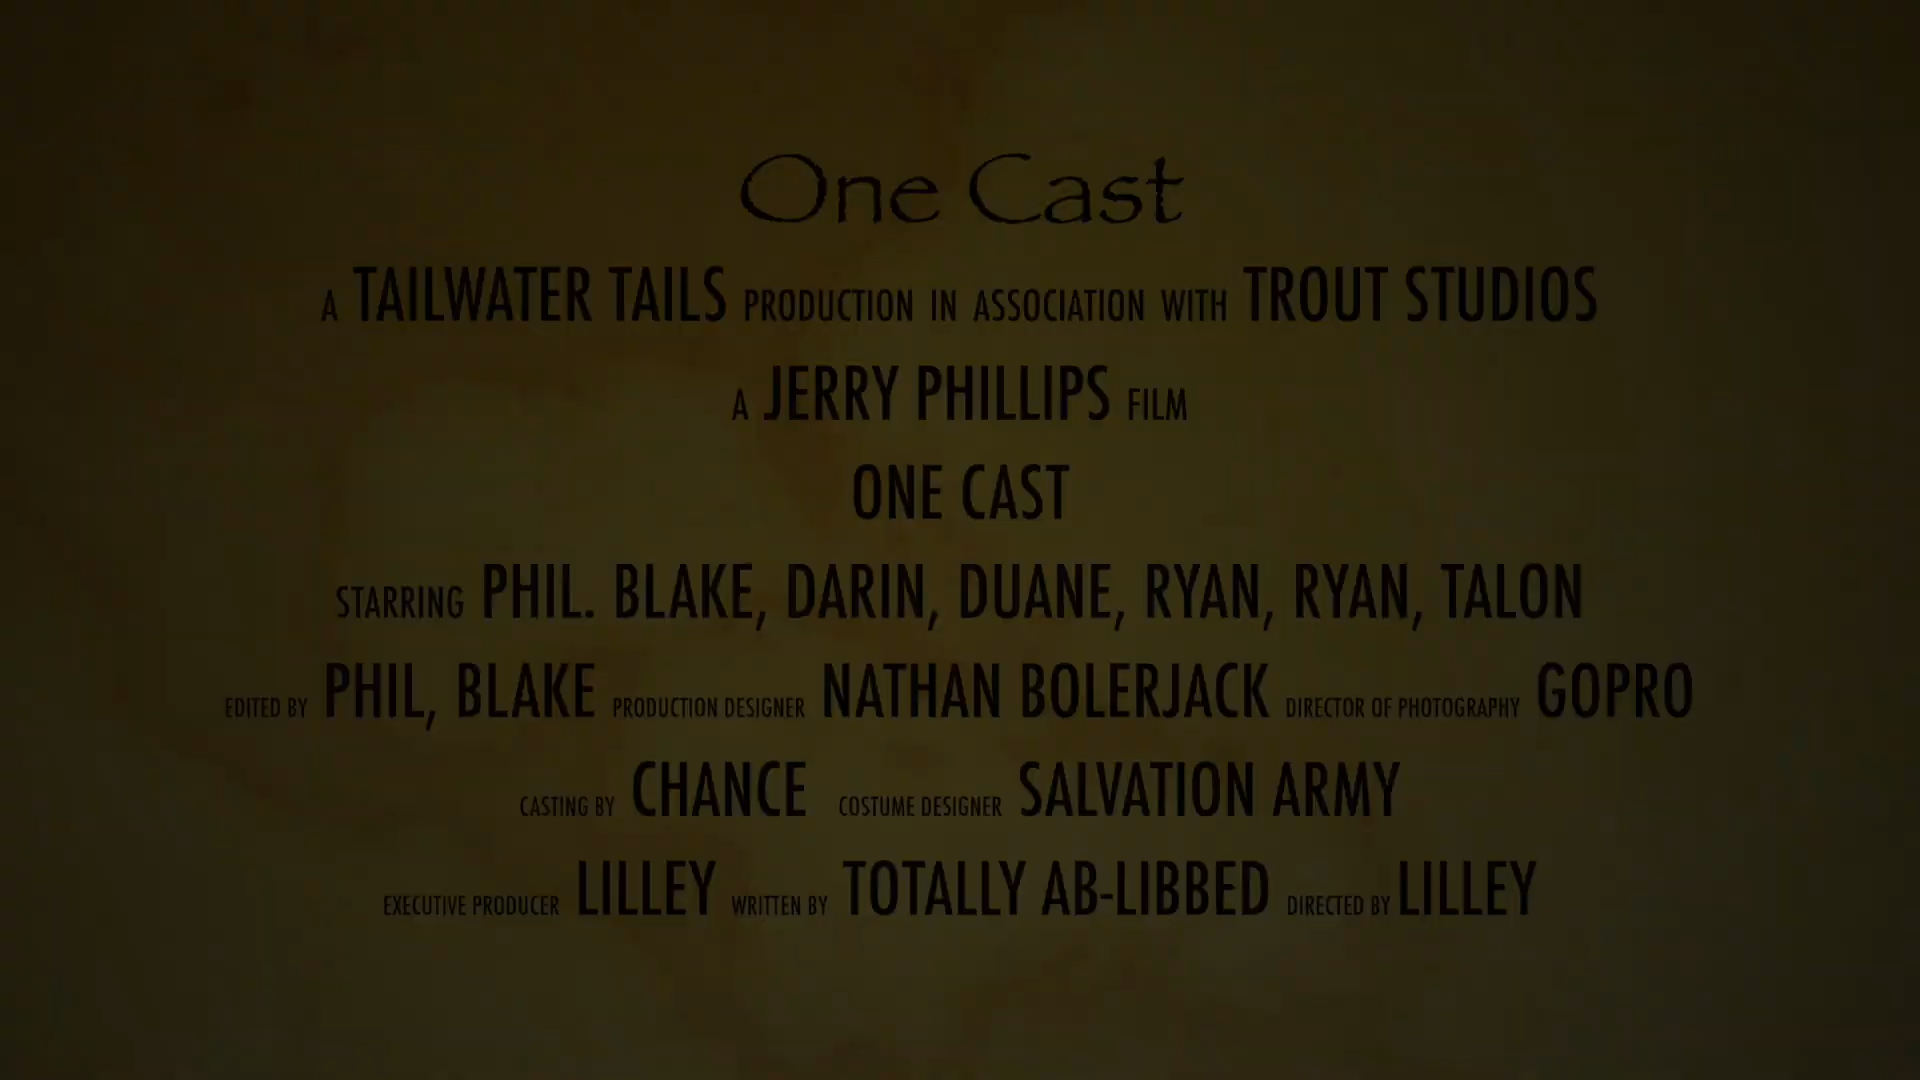 One Cast
A TAILWATER TAILS PRODUCTION IN ASSOCIATION WITH TROUT STUDIOS
A JERRY PHILLIPS FILM
ONE CAST
STARRING PHIL. BLAKE, DARIN, DUANE, RYAN, RYAN, TALON
EDITED BY PHIL, BLAKE PRODUCTION DESIGNER NATHAN BOLERJACK DIRECTOR OF PHOTOGRAPHY GOPRO
CASTING BY CHANCE COSTUME DESIGNER SALVATION ARMY
EXECUTIVE PRODUCER LILLEY WRITTEN BY TOTALLY AB-LIBBED DIRECTED BY LILLEY